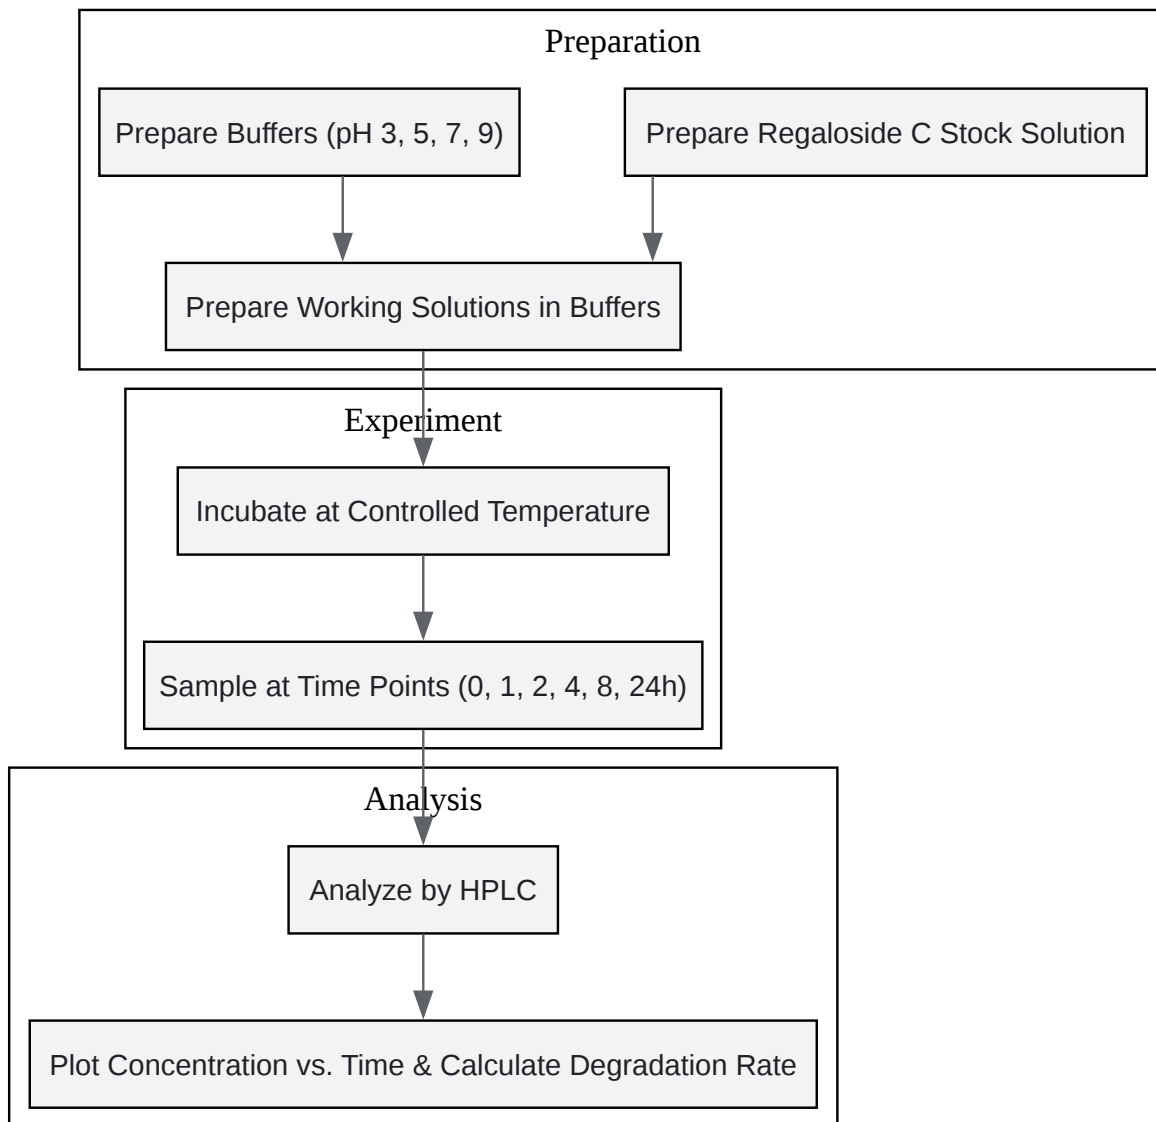 Preparation
Prepare Buffers (pH 3, 5, 7, 9)
Prepare Regaloside C Stock Solution
Prepare Working Solutions in Buffers
Experiment
Incubate at Controlled Temperature
Sample at Time Points (0, 1, 2, 4, 8, 24h)
Analysis
Analyze by HPLC
Plot Concentration vs. Time & Calculate Degradation Rate